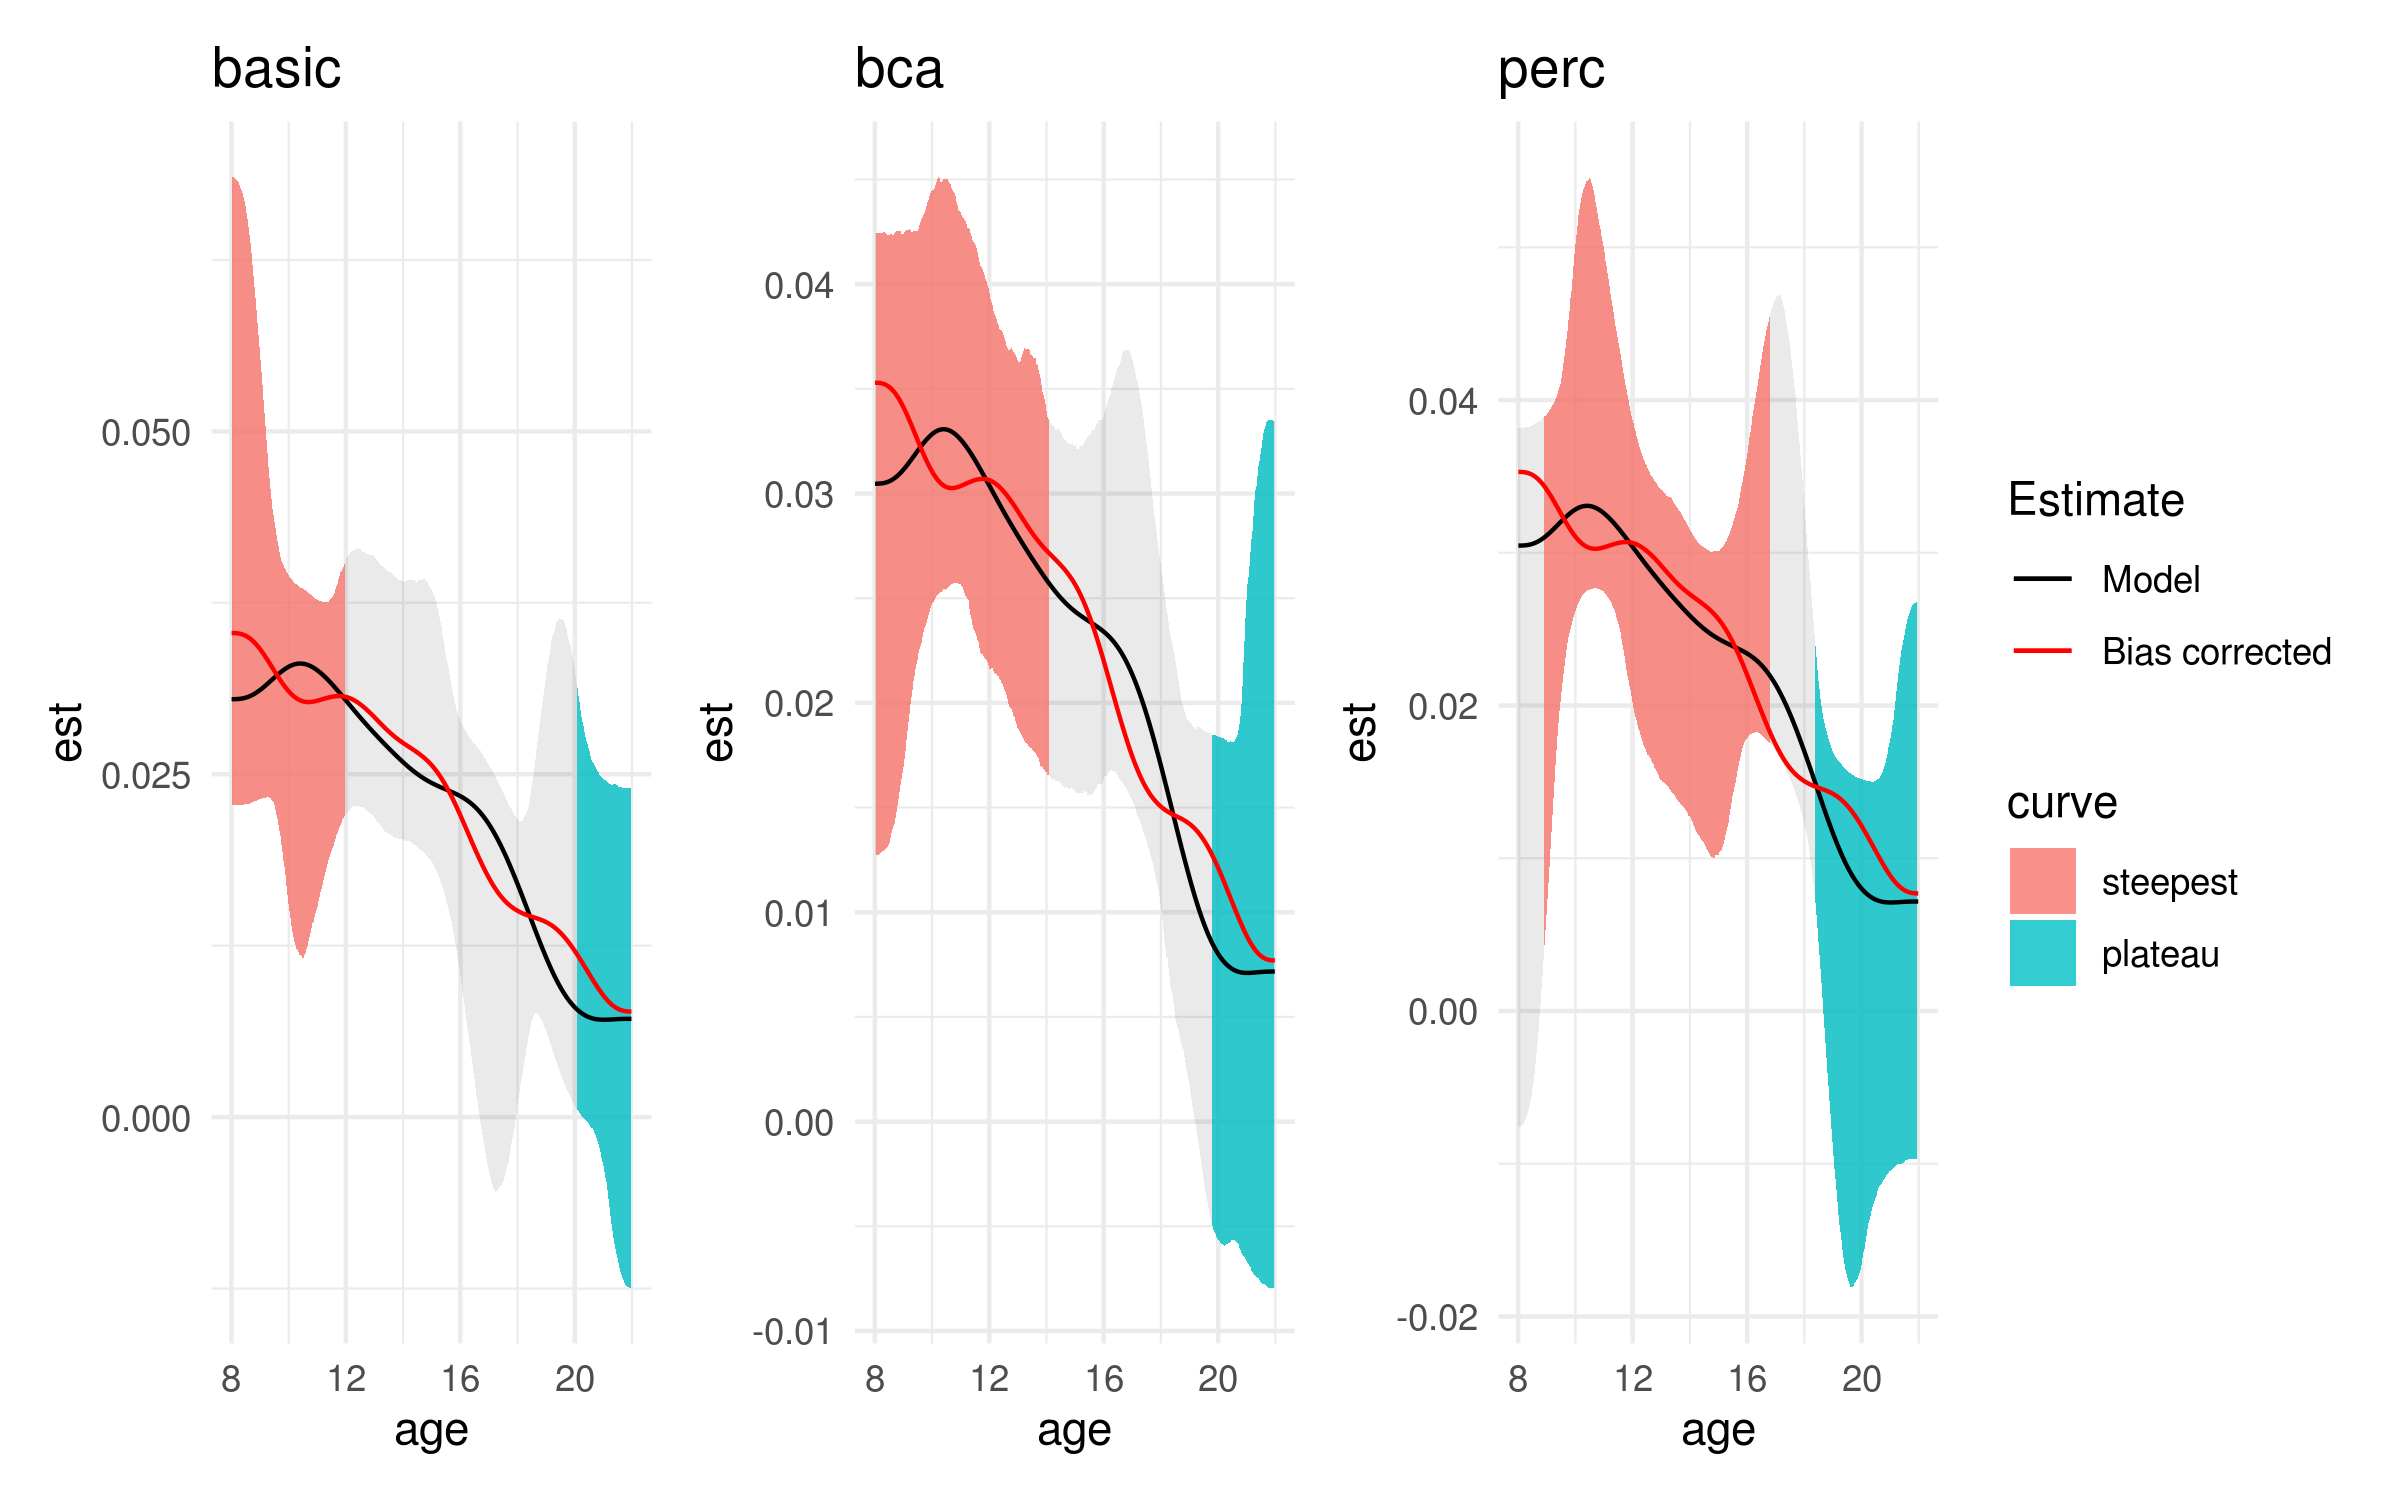 basic
bca
perc
0.050
0.025
0.000
est
8 12 16 20
age
0.04
0.03
0.02
0.01
0.00
-0.01
est
8 12 16 20
age
0.04
0.02
0.00
-0.02
est
8 12 16 20
age
Estimate
Model
Bias corrected
curve
steepest
plateau